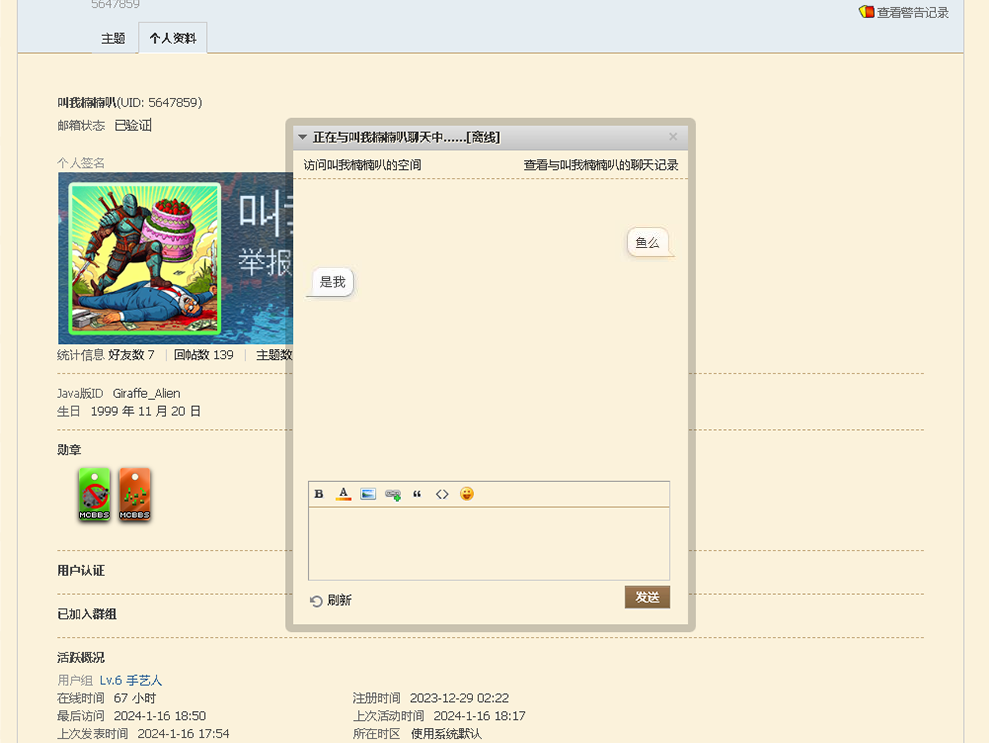 5647859
查看警告记录
主题
个人资料
叫我楠楠叭(UID: 5647859)
邮箱状态 已验证
个人签名
举报
统计信息 好友数 7 | 回帖数 139 | 主题数
Java版ID Giraffe_Alien
生日 1999 年 11 月 20 日
勋章
MCBBS
MCBBS
用户认证
已加入群组
活跃概况
用户组 Lv.6 手艺人
在线时间 67 小时
注册时间 2023-12-29 02:22
最后访问 2024-1-16 18:50
上次活动时间 2024-1-16 18:17
上次发表时间 2024-1-16 17:54
所在时区 使用系统默认
正在与叫我楠楠叭聊天中......[离线]
访问叫我楠楠叭的空间
查看与叫我楠楠叭的聊天记录
鱼么
是我
B A “ <>
刷新
发送